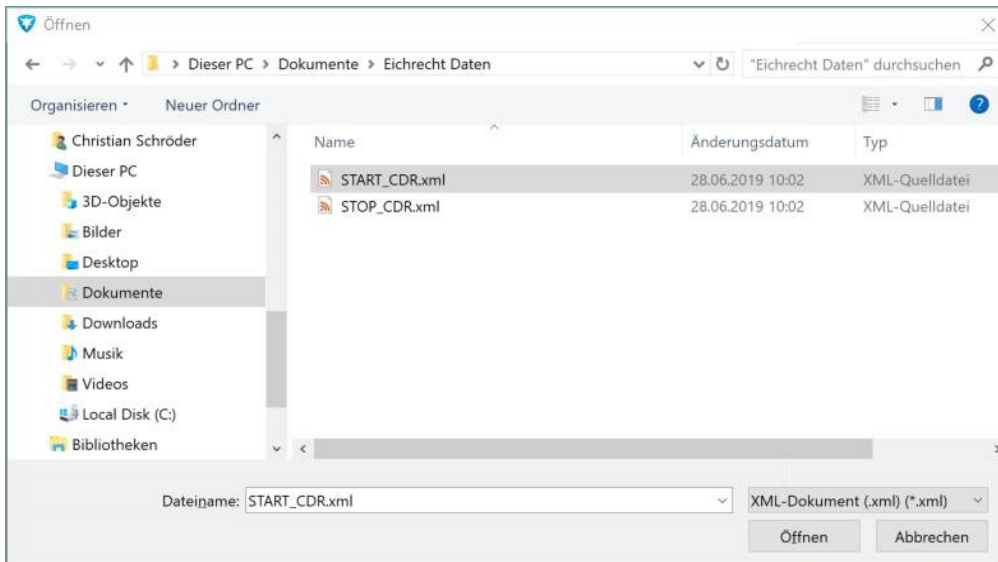 Öffnen
> Dieser PC > Dokumente > Eichrecht Daten
"Eichrecht Daten" durchsuchen
Organisieren
Neuer Ordner
Name
Änderungsdatum
Typ
Christian Schröder
Dieser PC
3D-Objekte
Bilder
Desktop
Dokumente
Downloads
Musik
Videos
Local Disk (C:)
Bibliotheken
START_CDR.xml 28.06.2019 10:02 XML-Quelldatei
STOP_CDR.xml 28.06.2019 10:02 XML-Quelldatei
Dateiname: START_CDR.xml
XML-Dokument (.xml) (*.xml)
Öffnen
Abbrechen